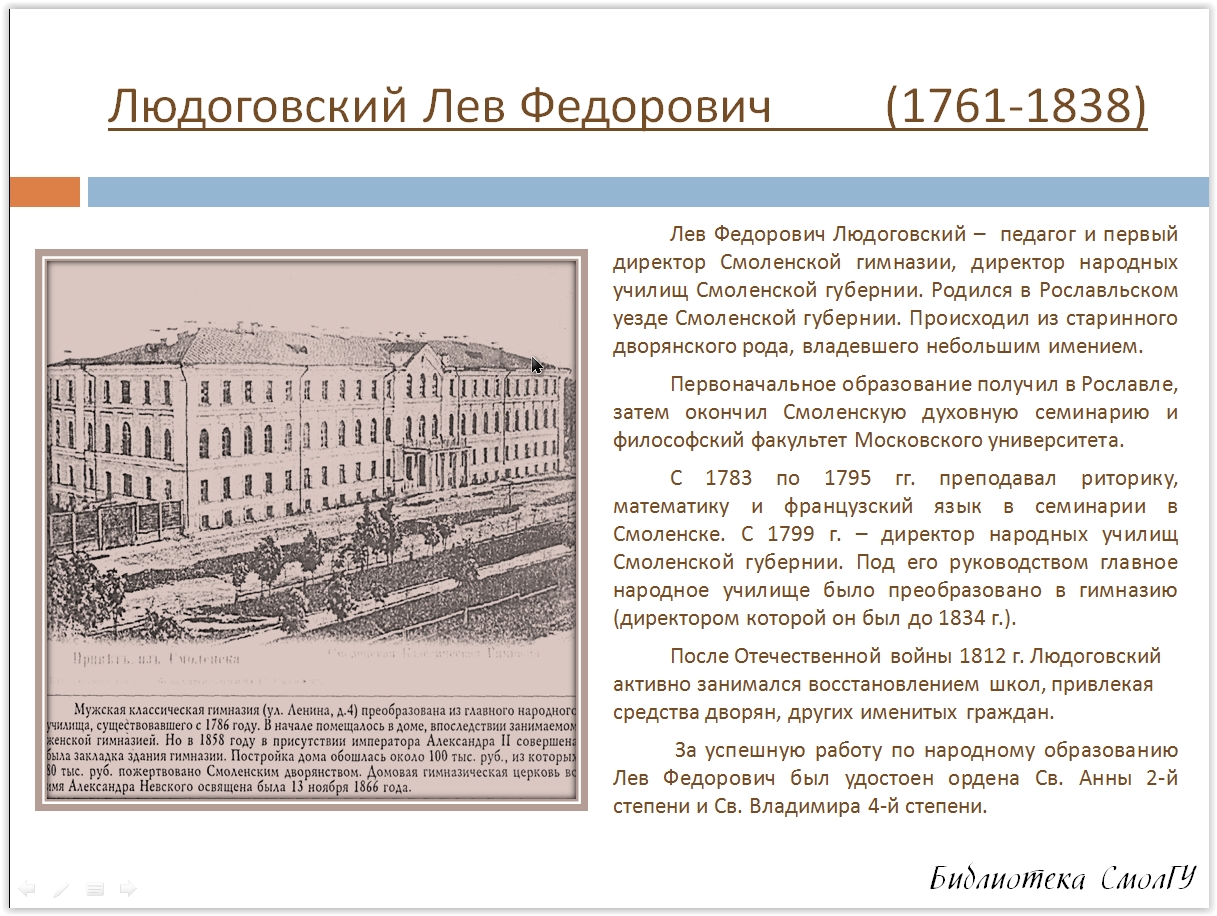 Людоговский Лев Федорович (1761-1838)
Лев Федорович Людоговский – педагог и первый
директор Смоленской гимназии, директор народных
училищ Смоленской губернии. Родился в Рославльском
уезде Смоленской губернии. Происходил из старинного
дворянского рода, владевшего небольшим имением.
Первоначальное образование получил в Рославле,
затем окончил Смоленскую духовную семинарию и
философский факультет Московского университета.
С 1783 по 1795 гг. преподавал риторику,
математику и французский язык в семинарии в
Смоленске. С 1799 г. – директор народных училищ
Смоленской губернии. Под его руководством главное
народное училище было преобразовано в гимназию
(директором которой он был до 1834 г.).
После Отечественной войны 1812 г. Людоговский
активно занимался восстановлением школ, привлекая
средства дворян, других именитых граждан.
За успешную работу по народному образованию
Лев Федорович был удостоен ордена Св. Анны 2-й
степени и Св. Владимира 4-й степени.
Привѣтъ изъ Смоленска
Мужская классическая гимназия (ул. Ленина, д.4) преобразована из главного народного
училища, существовавшего с 1786 году. В начале помещалось в доме, впоследствии занимаемом
женской гимназией. Но в 1858 году в присутствии императора Александра II совершена
была закладка здания гимназии. Постройка дома обошлась около 100 тыс. руб., из которых
80 тыс. руб. пожертвовано Смоленским дворянством. Домовая гимназическая церковь во
имя Александра Невского освящена была 13 ноября 1866 года.
Библиотека СмолГУ